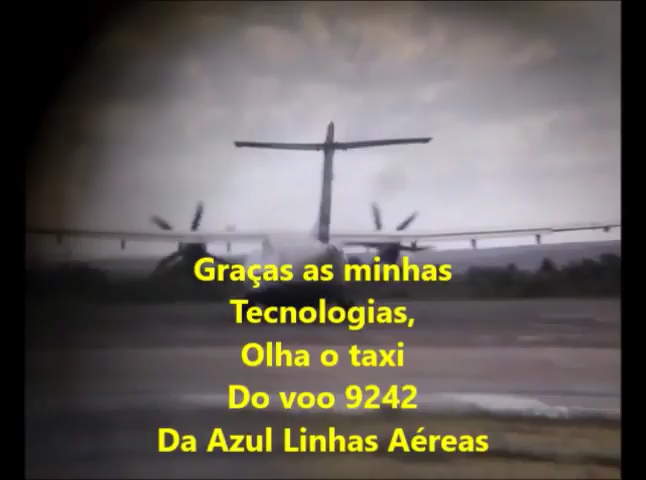 Graças as minhas
Tecnologias,
Olha o taxi
Do voo 9242
Da Azul Linhas Aéreas